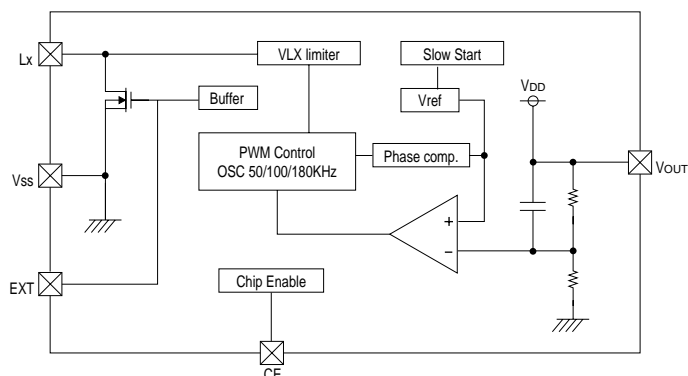 Lx
VLX limiter
Slow Start
Buffer
Vref
VDD
PWM Control
OSC 50/100/180KHz
Phase comp.
VOUT
Vss
+
−
Chip Enable
EXT
CE